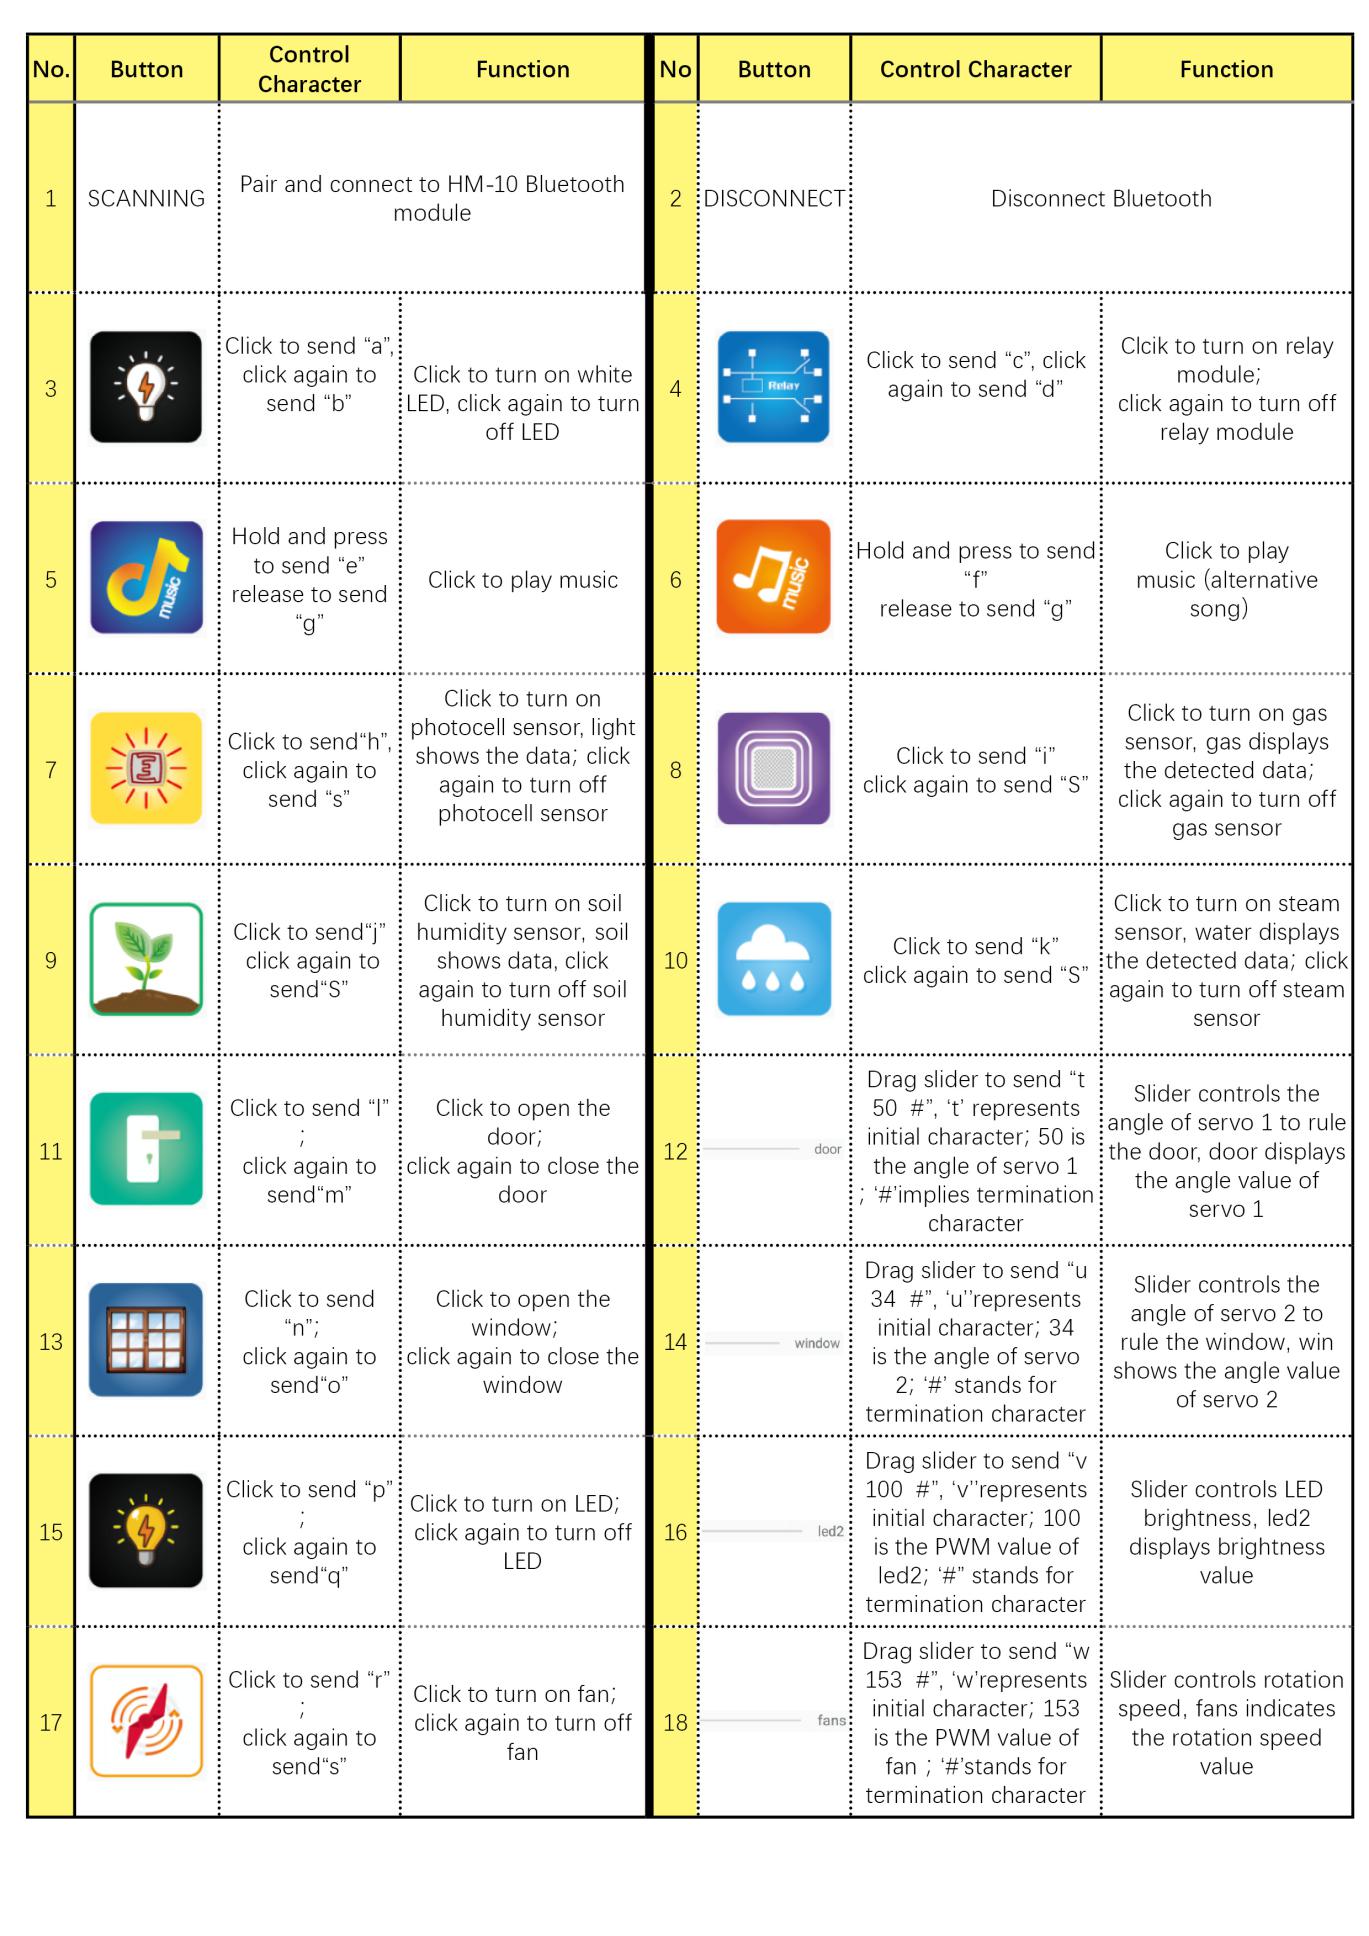 No.
Button
Control
Character
Function
No
Button
Control Character
Function
1
SCANNING
Pair and connect to HM-10 Bluetooth
module
2
DISCONNECT
Disconnect Bluetooth
3
Click to send “a”,
click again to
send “b”
Click to turn on white
LED, click again to turn
off LED
4
Relay
Click to send “c”, click
again to send “d”
Clcik to turn on relay
module;
click again to turn off
relay module
5
music
Hold and press
to send “e”
release to send
“g”
Click to play music
6
music
Hold and press to send
“f”
release to send “g”
Click to play
music (alternative
song)
7
Click to send“h”,
click again to
send “s”
Click to turn on
photocell sensor, light
shows the data; click
again to turn off
photocell sensor
8
Click to send “i”
click again to send “S”
Click to turn on gas
sensor, gas displays
the detected data;
click again to turn off
gas sensor
9
Click to send“j”
click again to
send“S”
Click to turn on soil
humidity sensor, soil
shows data, click
again to turn off soil
humidity sensor
10
Click to send “k”
click again to send “S”
Click to turn on steam
sensor, water displays
the detected data; click
again to turn off steam
sensor
11
Click to send “l”
;
click again to
send“m”
Click to open the
door;
click again to close the
door
12
door
Drag slider to send “t
50  #”, ‘t’ represents
initial character; 50 is
the angle of servo 1
; ‘#’implies termination
character
Slider controls the
angle of servo 1 to rule
the door, door displays
the angle value of
servo 1
13
Click to send
“n”;
click again to
send“o”
Click to open the
window;
click again to close the
window
14
window
Drag slider to send “u
34  #”, ‘u’’represents
initial character; 34
is the angle of servo
2; ‘#’ stands for
termination character
Slider controls the
angle of servo 2 to
rule the window, win
shows the angle value
of servo 2
15
Click to send “p”
;
click again to
send“q”
Click to turn on LED;
click again to turn off
LED
16
led2
Drag slider to send “v
100  #”, ‘v’’represents
initial character; 100
is the PWM value of
led2; ‘#” stands for
termination character
Slider controls LED
brightness, led2
displays brightness
value
17
Click to send “r”
;
click again to
send“s”
Click to turn on fan;
click again to turn off
fan
18
fans
Drag slider to send “w
153  #”, ‘w’represents
initial character; 153
is the PWM value of
fan ; ‘#’stands for
termination character
Slider controls rotation
speed, fans indicates
the rotation speed
value